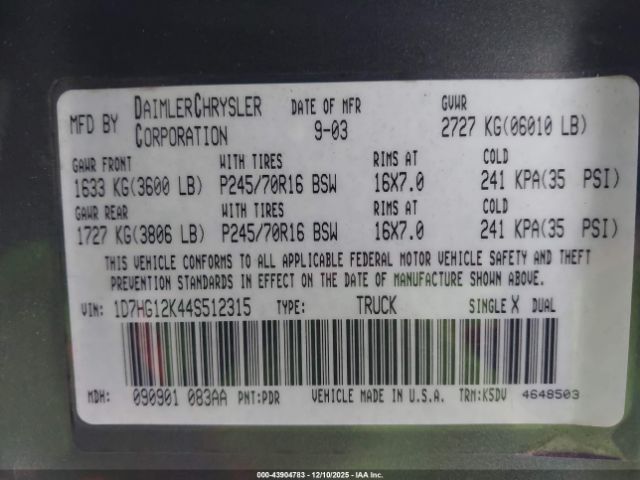 MFD BY DAIMLERCHRYSLER CORPORATION DATE OF MFR 9-03 GVWR 2727 KG(06010 LB)
GAWR FRONT WITH TIRES RIMS AT COLD
1633 KG(3600 LB) P245/70R16 BSW 16X7.0 241 KPA(35 PSI)
GAWR REAR WITH TIRES RIMS AT COLD
1727 KG(3806 LB) P245/70R16 BSW 16X7.0 241 KPA(35 PSI)
THIS VEHICLE CONFORMS TO ALL APPLICABLE FEDERAL MOTOR VEHICLE SAFETY AND THEFT
PREVENTION STANDARDS IN EFFECT ON THE DATE OF MANUFACTURE SHOWN ABOVE.
VIN: 1D7HG12K44S512315 TYPE: TRUCK SINGLE X DUAL
MDH: 090901 083AA PNT:PDR VEHICLE MADE IN U.S.A. TRM:K5DV 4648503
000-43904783 - 12/10/2025 - IAA Inc.